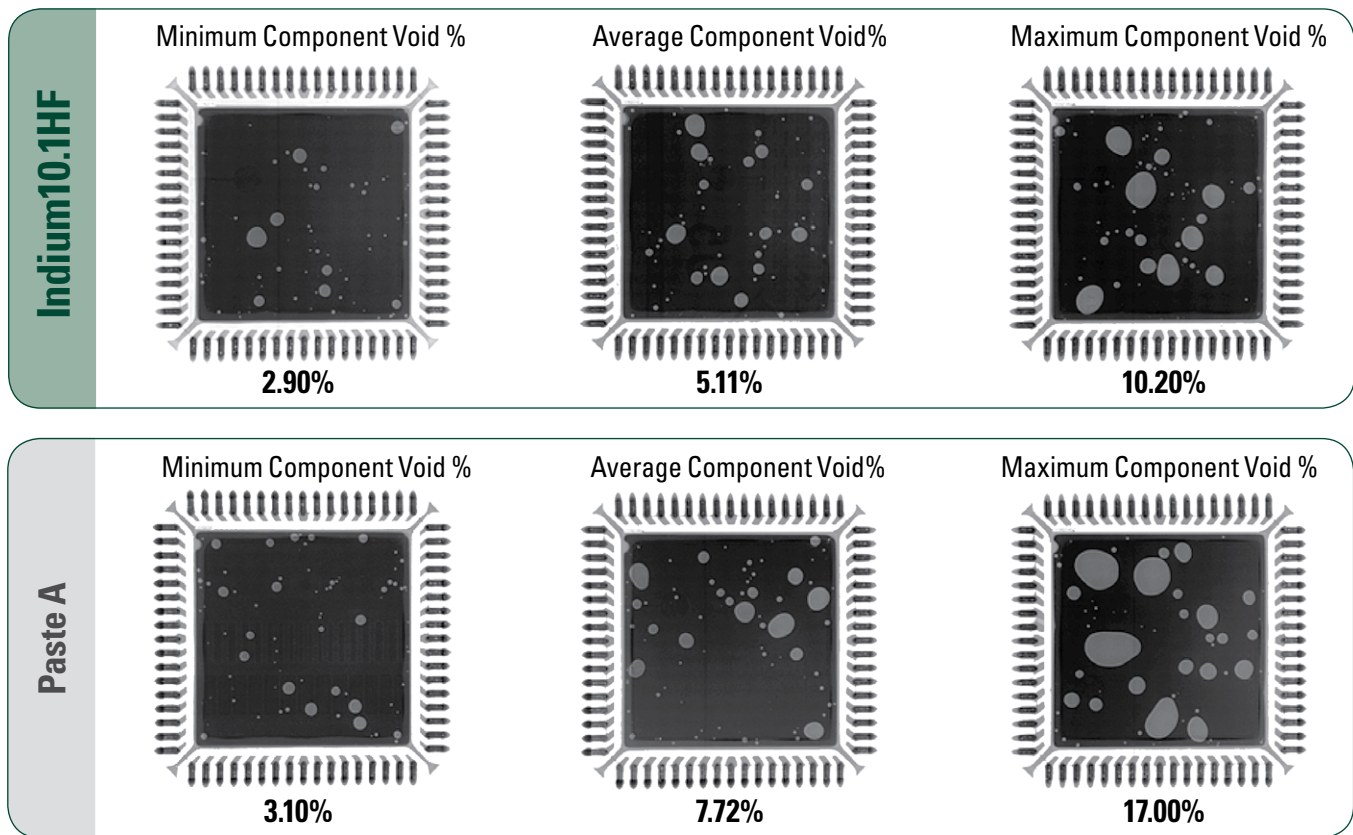 Indium10.1HF
Minimum Component Void %
Average Component Void%
Maximum Component Void %
2.90%
5.11%
10.20%
Paste A
Minimum Component Void %
Average Component Void%
Maximum Component Void %
3.10%
7.72%
17.00%